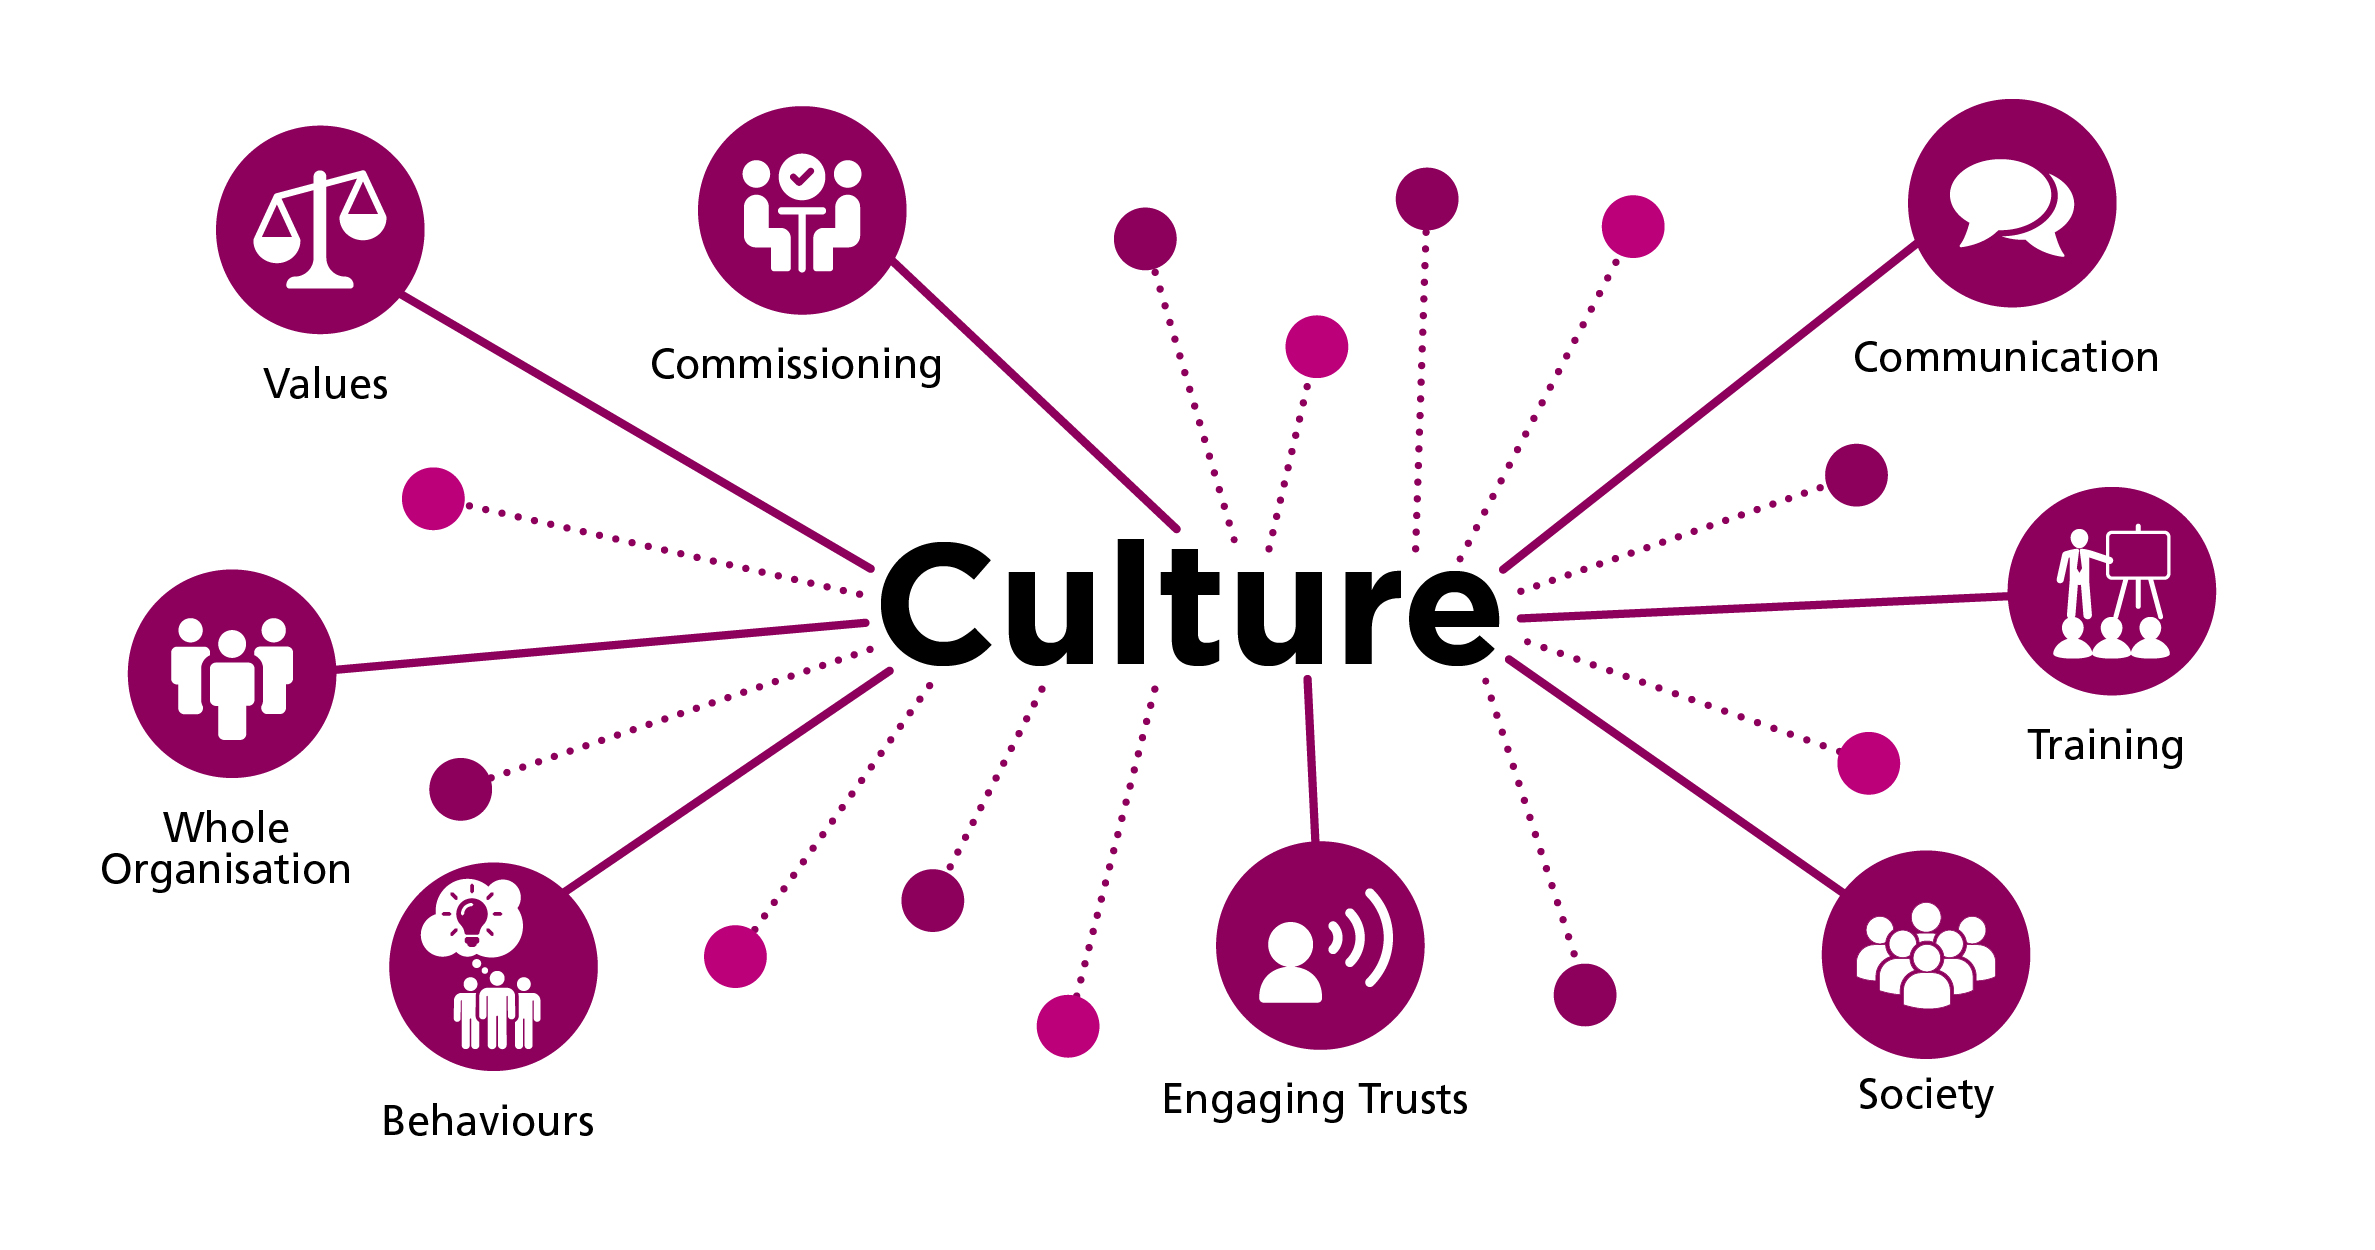 Values
Commissioning
Communication
Culture
Training
Whole
Organisation
Behaviours
Engaging Trusts
Society